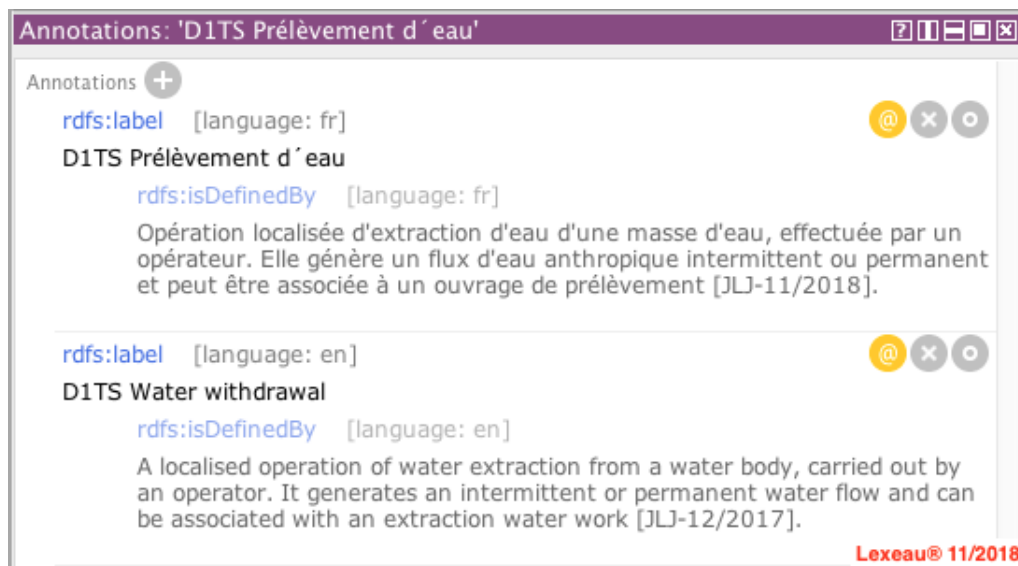 Annotations: 'D1TS Prélèvement d´eau'
Annotations
rdfs:label [language: fr]
D1TS Prélèvement d´eau
rdfs:isDefinedBy [language: fr]
Opération localisée d'extraction d'eau d'une masse d'eau, effectuée par un
opérateur. Elle génère un flux d'eau anthropique intermittent ou permanent
et peut être associée à un ouvrage de prélèvement [JLJ-11/2018].
rdfs:label [language: en]
D1TS Water withdrawal
rdfs:isDefinedBy [language: en]
A localised operation of water extraction from a water body, carried out by
an operator. It generates an intermittent or permanent water flow and can
be associated with an extraction water work [JLJ-12/2017].
Lexeau® 11/2018